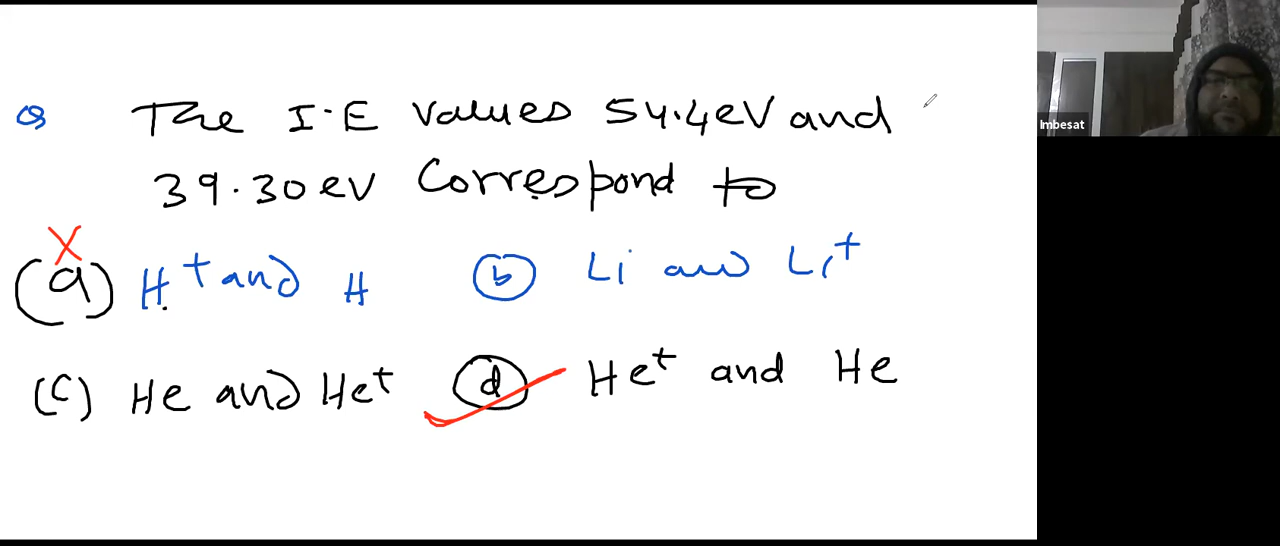 Q The I.E values 54.4eV and
39.30ev Correspond to
(a) H+ and H (b) Li and Li+
(C) He and He+ (d) He+ and He
Imbesat